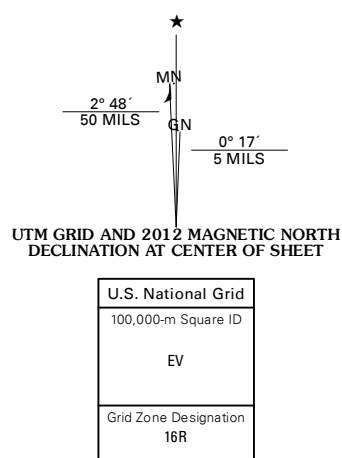 ★
MN
GN
2° 48´
50 MILS
0° 17´
5 MILS
UTM GRID AND 2012 MAGNETIC NORTH
DECLINATION AT CENTER OF SHEET
U.S. National Grid
100,000-m Square ID
EV
Grid Zone Designation
16R